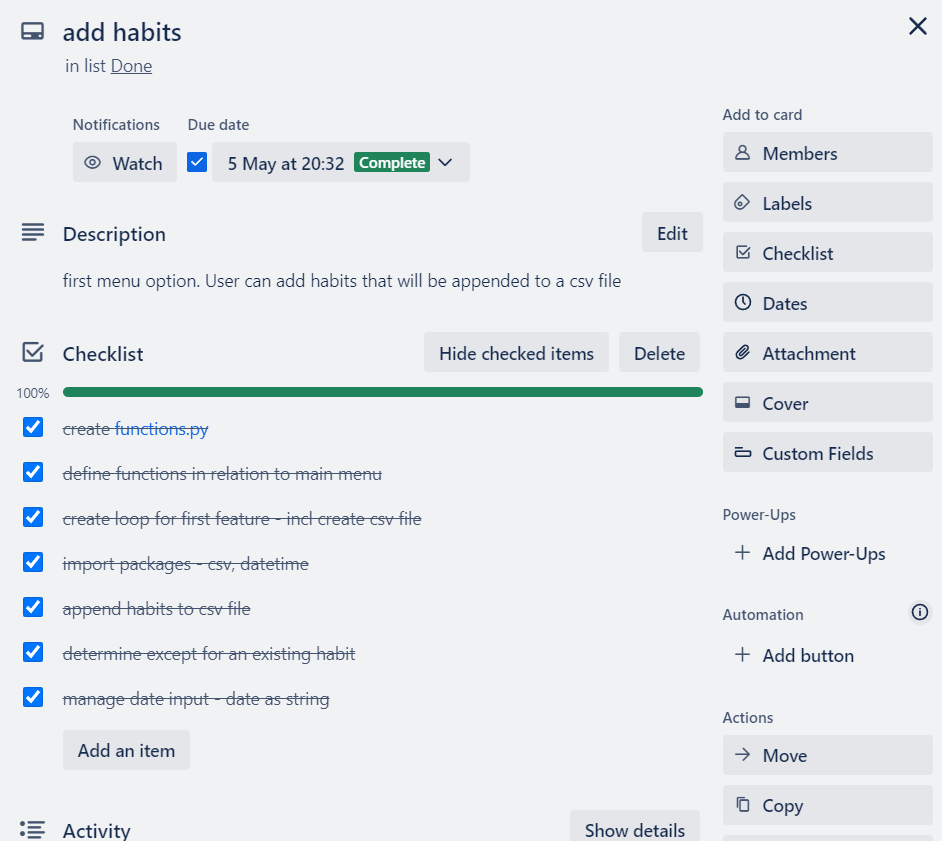 add habits
in list Done
Notifications
Due date
Watch
5 May at 20:32 Complete
Description
Edit
first menu option. User can add habits that will be appended to a csv file
Checklist
Hide checked items
Delete
100%
create functions.py
define functions in relation to main menu
create loop for first feature - incl create csv file
import packages - csv, datetime
append habits to csv file
determine except for an existing habit
manage date input - date as string
Add an item
Activity
Show details
Add to card
Members
Labels
Checklist
Dates
Attachment
Cover
Custom Fields
Power-Ups
Add Power-Ups
Automation
Add button
Actions
Move
Copy